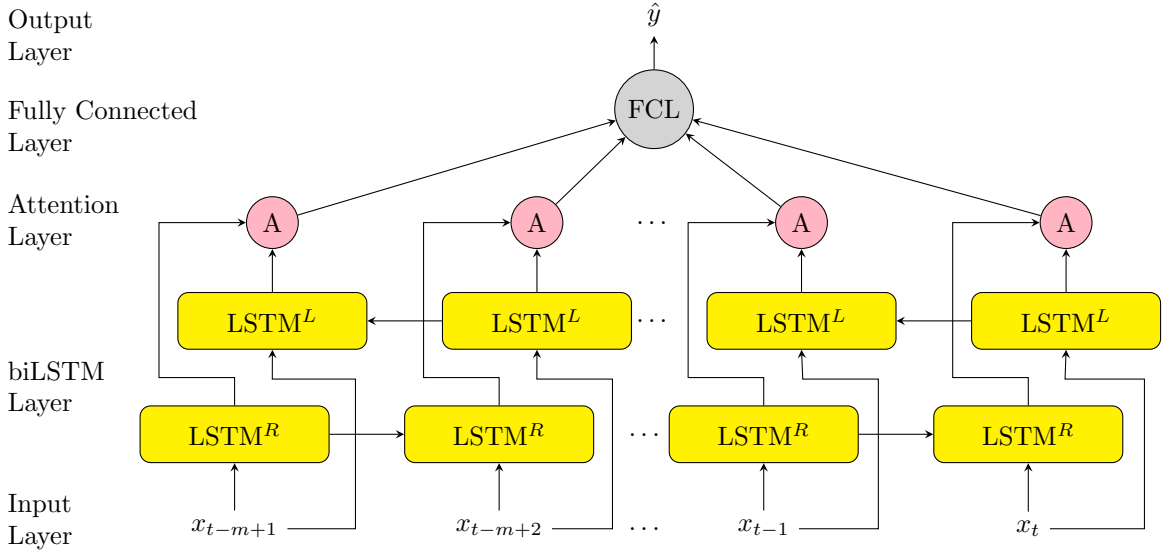 Output
Layer
ŷ
Fully Connected
Layer
FCL
Attention
Layer
A A ... A A
LSTM^L LSTM^L ... LSTM^L LSTM^L
biLSTM
Layer
LSTM^R LSTM^R ... LSTM^R LSTM^R
Input
Layer
x_{t−m+1} x_{t−m+2} ... x_{t−1} x_t